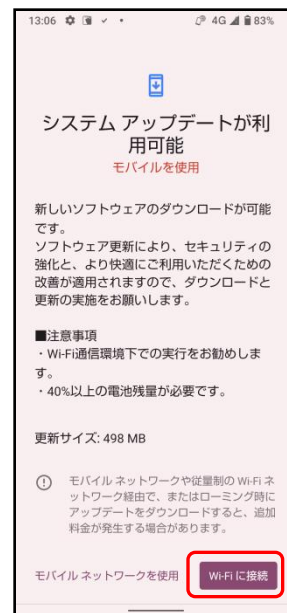 13:06 4G 83%
システム アップデートが利
用可能
モバイルを使用
新しいソフトウェアのダウンロードが可能
です。
ソフトウェア更新により、セキュリティの
強化と、より快適にご利用いただくための
改善が適用されますので、ダウンロードと
更新の実施をお願いします。
■注意事項
・Wi-Fi通信環境下での実行をお勧めしま
す。
・40%以上の電池残量が必要です。
更新サイズ: 498 MB
モバイル ネットワークや従量制の Wi-Fi ネ
ットワーク経由で、またはローミング時に
アップデートをダウンロードすると、追加
料金が発生する場合があります。
モバイル ネットワークを使用 Wi-Fi に接続